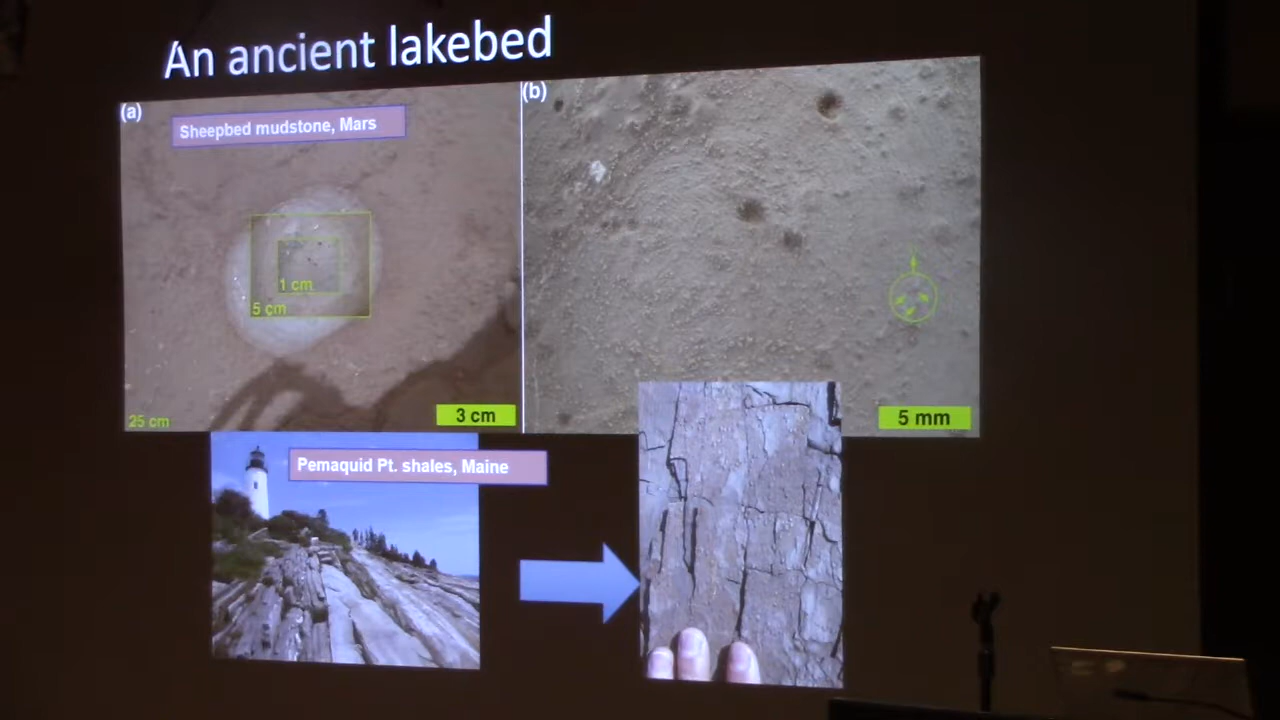 An ancient lakebed
(a)
Sheepbed mudstone, Mars
1 cm
5 cm
25 cm
3 cm
(b)
5 mm
Pemaquid Pt. shales, Maine